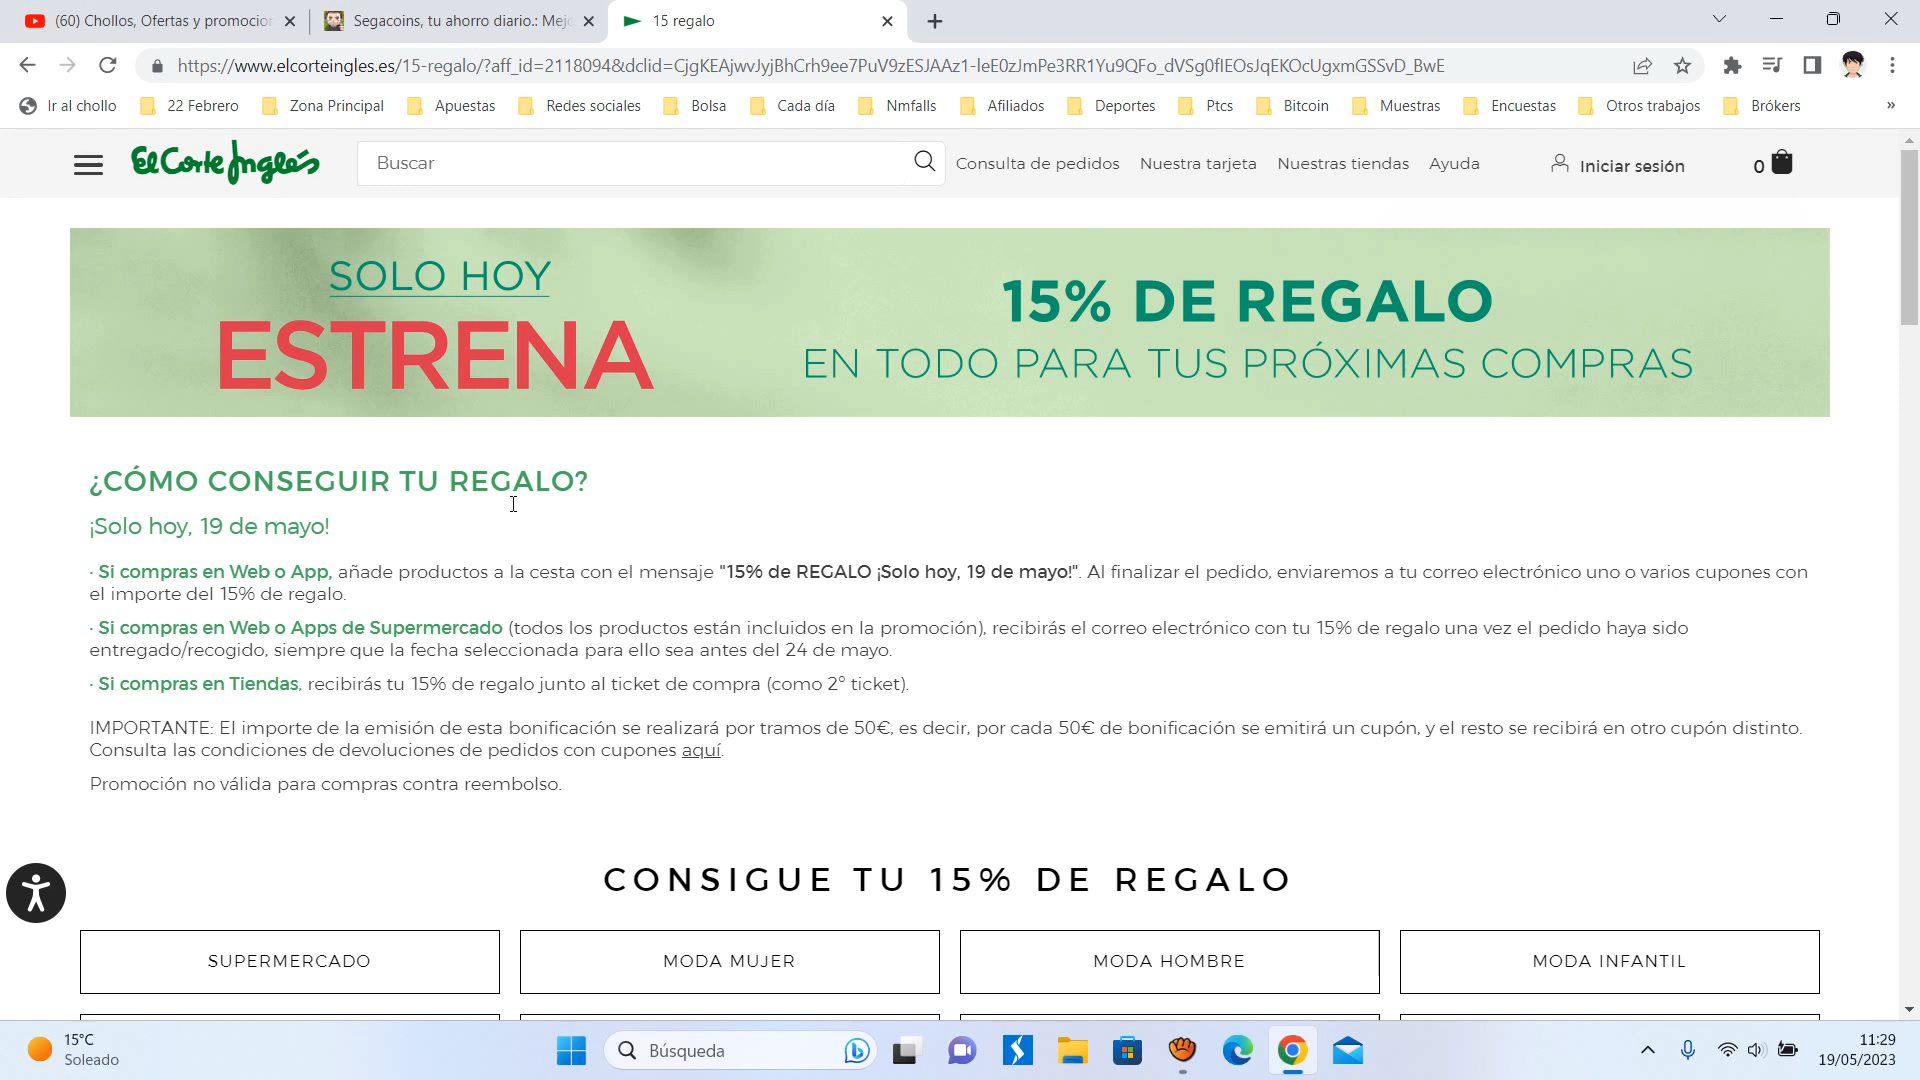 (60) Chollos, Ofertas y promocion
Segacoins, tu ahorro diario.: Mejo
15 regalo
https://www.elcorteingles.es/15-regalo/?aff_id=2118094&dclid=CjgKEAjwvJyjBhCrh9ee7PuV9zESJAAz1-leE0zJmPe3RR1Yu9QFo_dVSg0flEOsJqEKOcUgxmGSSvD_BwE
Ir al chollo 22 Febrero Zona Principal Apuestas Redes sociales Bolsa Cada día Nmfalls Afiliados Deportes Ptcs Bitcoin Muestras Encuestas Otros trabajos Brókers »
El Corte Inglés Buscar Consulta de pedidos Nuestra tarjeta Nuestras tiendas Ayuda Iniciar sesión 0
SOLO HOY
ESTRENA
15% DE REGALO
EN TODO PARA TUS PRÓXIMAS COMPRAS
¿CÓMO CONSEGUIR TU REGALO?
¡Solo hoy, 19 de mayo!
· Si compras en Web o App, añade productos a la cesta con el mensaje "15% de REGALO ¡Solo hoy, 19 de mayo!". Al finalizar el pedido, enviaremos a tu correo electrónico uno o varios cupones con
el importe del 15% de regalo.
· Si compras en Web o Apps de Supermercado (todos los productos están incluidos en la promoción), recibirás el correo electrónico con tu 15% de regalo una vez el pedido haya sido
entregado/recogido, siempre que la fecha seleccionada para ello sea antes del 24 de mayo.
· Si compras en Tiendas, recibirás tu 15% de regalo junto al ticket de compra (como 2º ticket).
IMPORTANTE: El importe de la emisión de esta bonificación se realizará por tramos de 50€, es decir, por cada 50€ de bonificación se emitirá un cupón, y el resto se recibirá en otro cupón distinto.
Consulta las condiciones de devoluciones de pedidos con cupones aquí.
Promoción no válida para compras contra reembolso.
CONSIGUE TU 15% DE REGALO
SUPERMERCADO MODA MUJER MODA HOMBRE MODA INFANTIL
15°C
Soleado
Búsqueda
11:29
19/05/2023